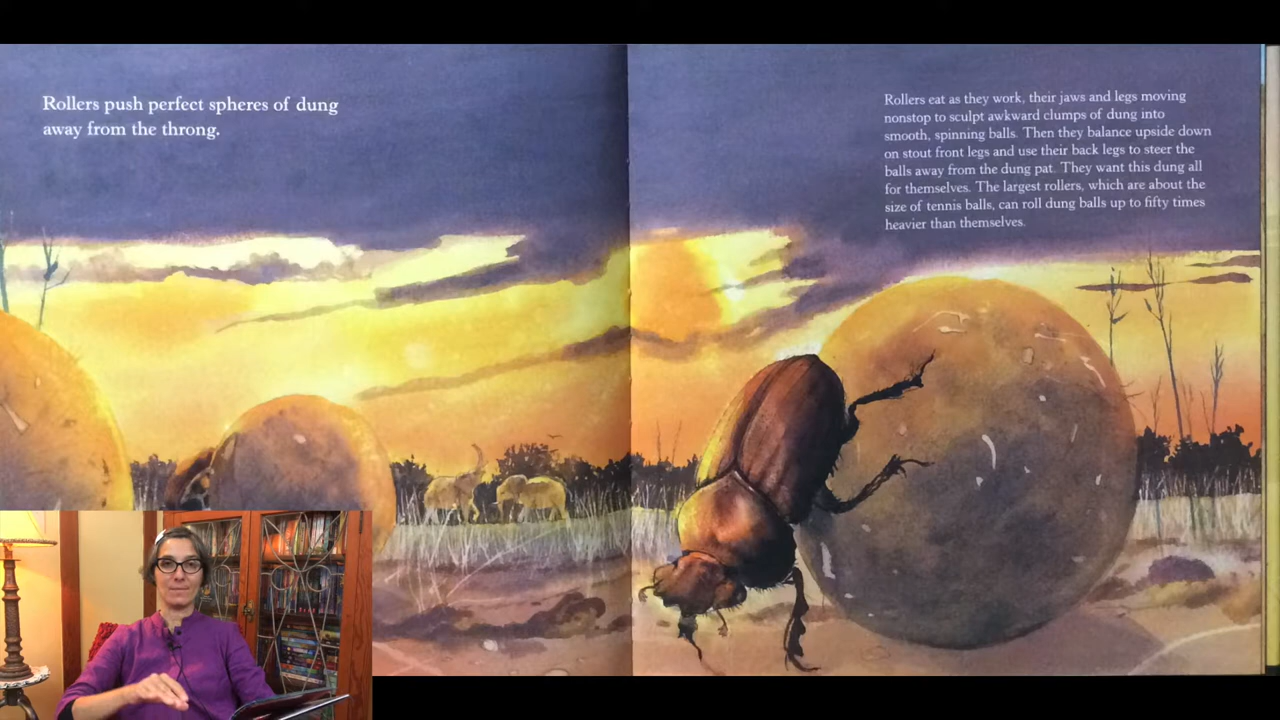 Rollers push perfect spheres of dung
away from the throng.
Rollers eat as they work, their jaws and legs moving
nonstop to sculpt awkward clumps of dung into
smooth, spinning balls. Then they balance upside down
on stout front legs and use their back legs to steer the
balls away from the dung pat. They want this dung all
for themselves. The largest rollers, which are about the
size of tennis balls, can roll dung balls up to fifty times
heavier than themselves.